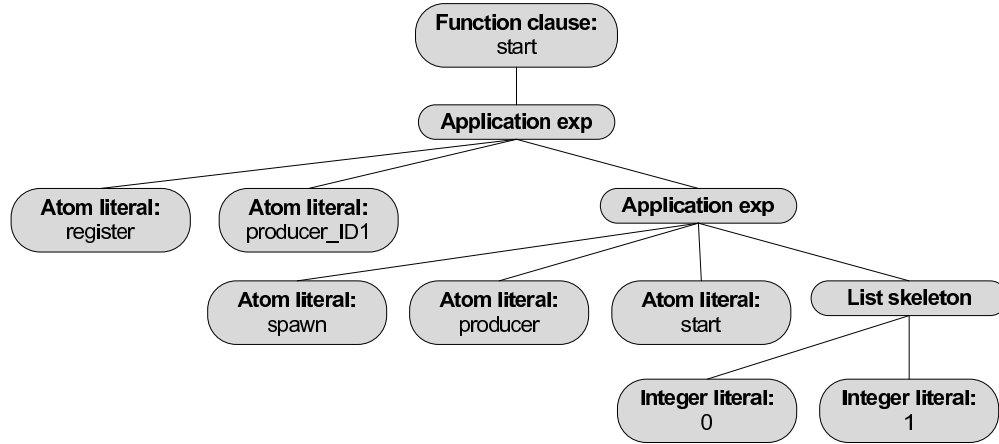 Function clause:
start
Application exp
Atom literal:
register
Atom literal:
producer_ID1
Application exp
Atom literal:
spawn
Atom literal:
producer
Atom literal:
start
List skeleton
Integer literal:
0
Integer literal:
1